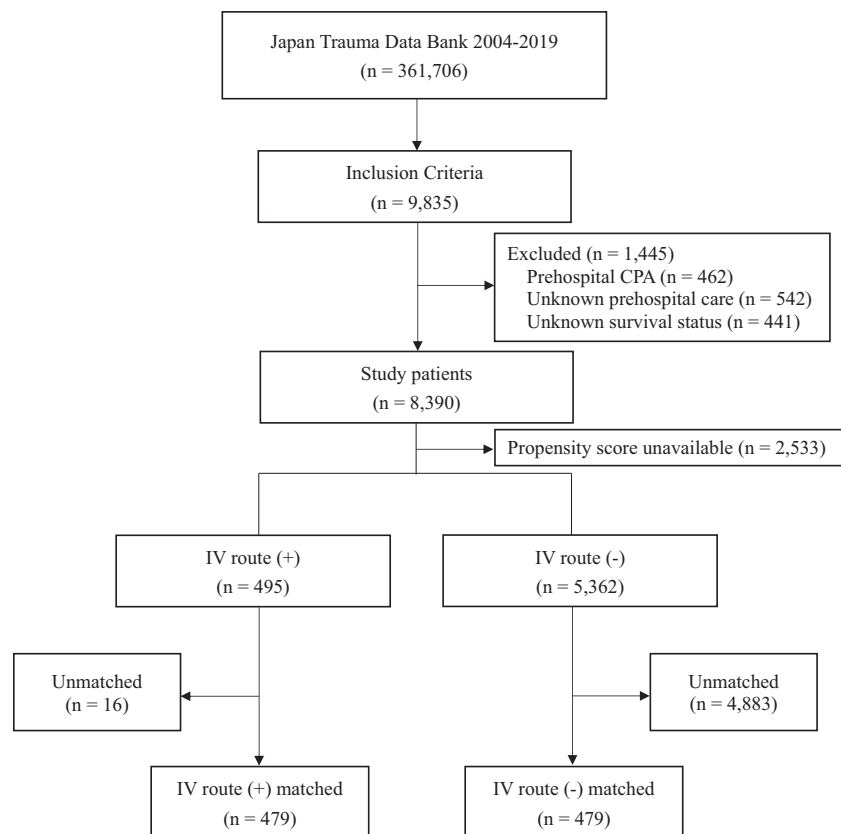 Japan Trauma Data Bank 2004-2019
(n = 361,706)
Inclusion Criteria
(n = 9,835)
Excluded (n = 1,445)
Prehospital CPA (n = 462)
Unknown prehospital care (n = 542)
Unknown survival status (n = 441)
Study patients
(n = 8,390)
Propensity score unavailable (n = 2,533)
IV route (+)
(n = 495)
IV route (-)
(n = 5,362)
Unmatched
(n = 16)
Unmatched
(n = 4,883)
IV route (+) matched
(n = 479)
IV route (-) matched
(n = 479)